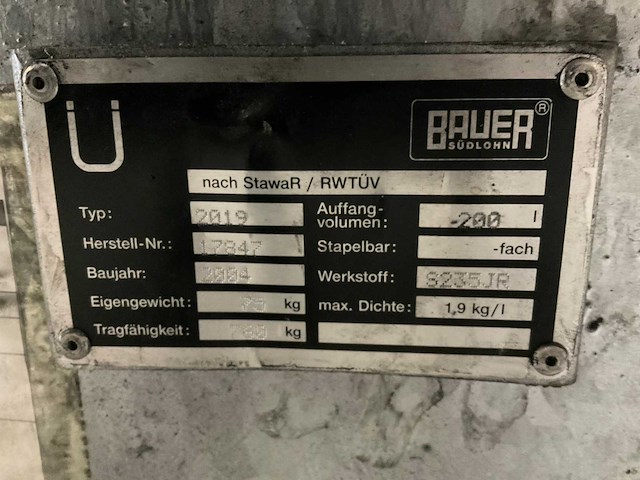 Ü
BAUER ®
SÜDLOHN
nach StawaR / RWTÜV
Typ: 2019
Herstell-Nr.: 17847
Baujahr: 2004
Eigengewicht: 75 kg
Tragfähigkeit: kg
Auffang-
volumen: 200 l
Stapelbar: -fach
Werkstoff: S235JR
max. Dichte: 1,9 kg/l